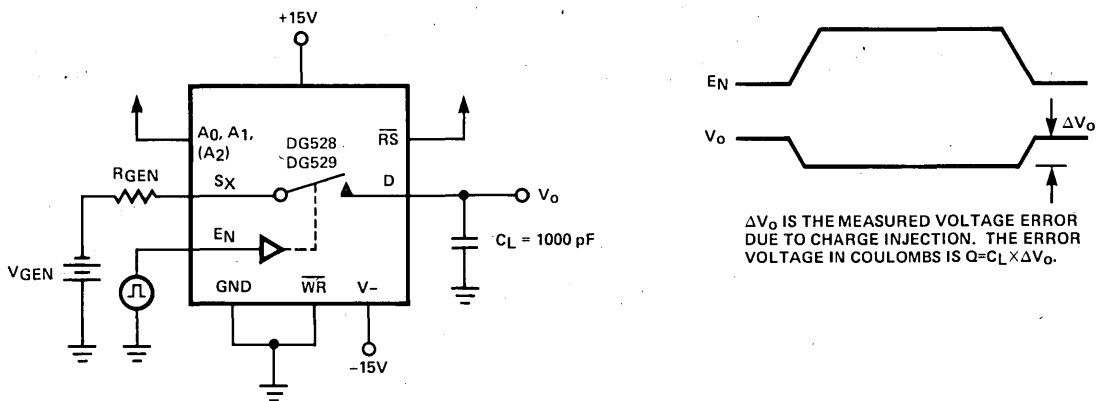 +15V
A0, A1,
(A2)
RS
DG528
DG529
RGEN
SX
D
Vo
EN
CL = 1000 pF
VGEN
GND
WR
V-
-15V
EN
Vo
ΔVo
ΔVo IS THE MEASURED VOLTAGE ERROR
DUE TO CHARGE INJECTION. THE ERROR
VOLTAGE IN COULOMBS IS Q=CL×ΔVo.